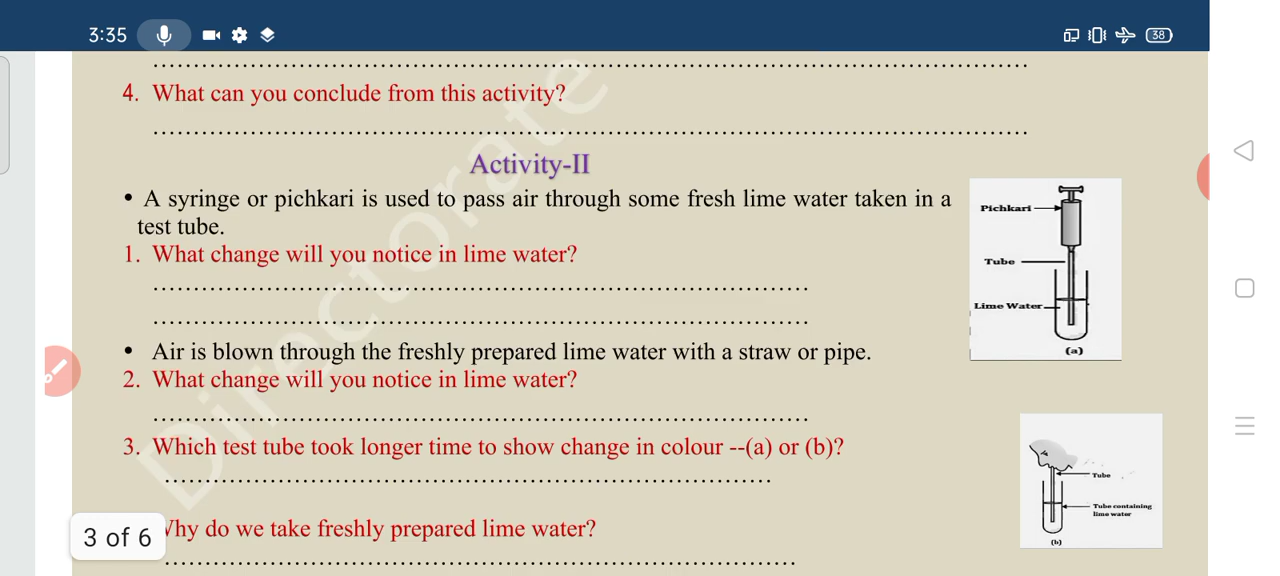 3:35
38
4. What can you conclude from this activity?
Activity-II
• A syringe or pichkari is used to pass air through some fresh lime water taken in a
test tube.
Pichkari
1. What change will you notice in lime water?
Tube
Lime Water
(a)
• Air is blown through the freshly prepared lime water with a straw or pipe.
2. What change will you notice in lime water?
3. Which test tube took longer time to show change in colour --(a) or (b)?
Tube
Tube containing
lime water
(b)
3 of 6
Why do we take freshly prepared lime water?
Directorate